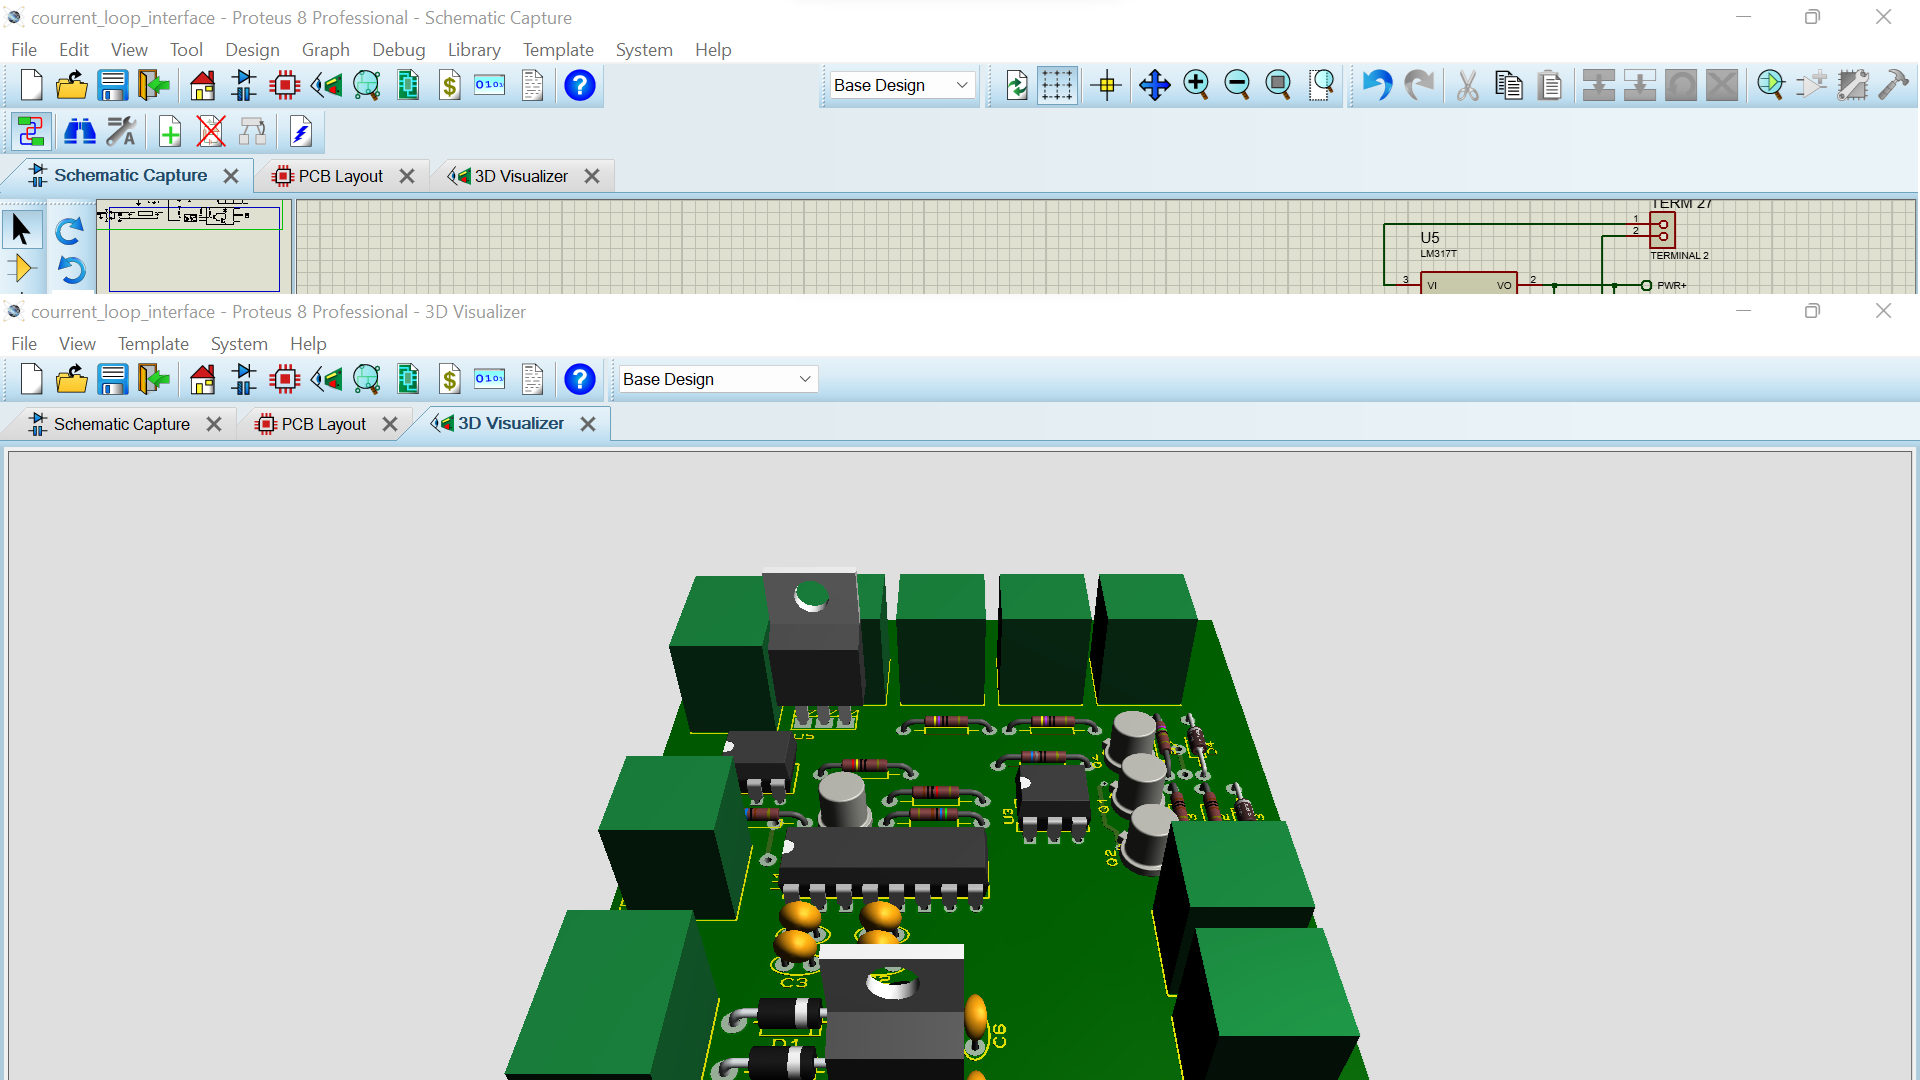 courrent_loop_interface - Proteus 8 Professional - Schematic Capture
File Edit View Tool Design Graph Debug Library Template System Help
Base Design
Schematic Capture PCB Layout 3D Visualizer
TERM 27
1
2
U5
LM317T
TERMINAL 2
3 VI VO 2 PWR+
courrent_loop_interface - Proteus 8 Professional - 3D Visualizer
File View Template System Help
Base Design
Schematic Capture PCB Layout 3D Visualizer
U3
Q1
Q2
C3
C6
D1